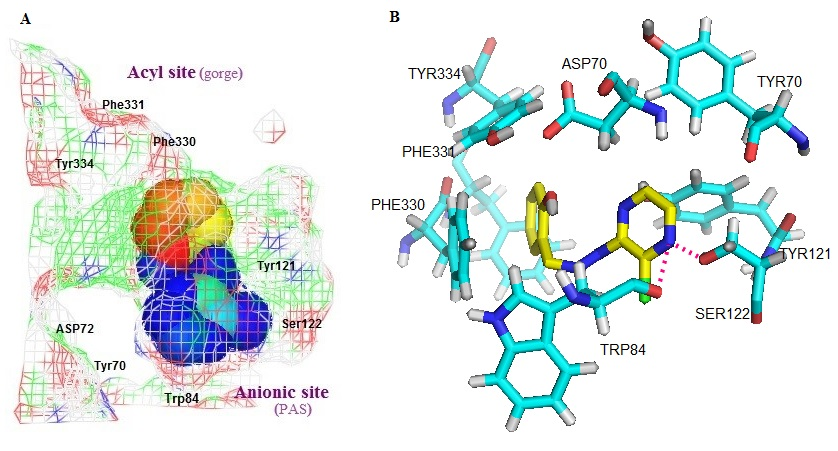 A
Acyl site (gorge)
Phe331
Phe330
Tyr334
Tyr121
ASP72
Ser122
Tyr70
Trp84
Anionic site
(PAS)
B
TYR334
ASP70
TYR70
PHE331
PHE330
TYR121
SER122
TRP84